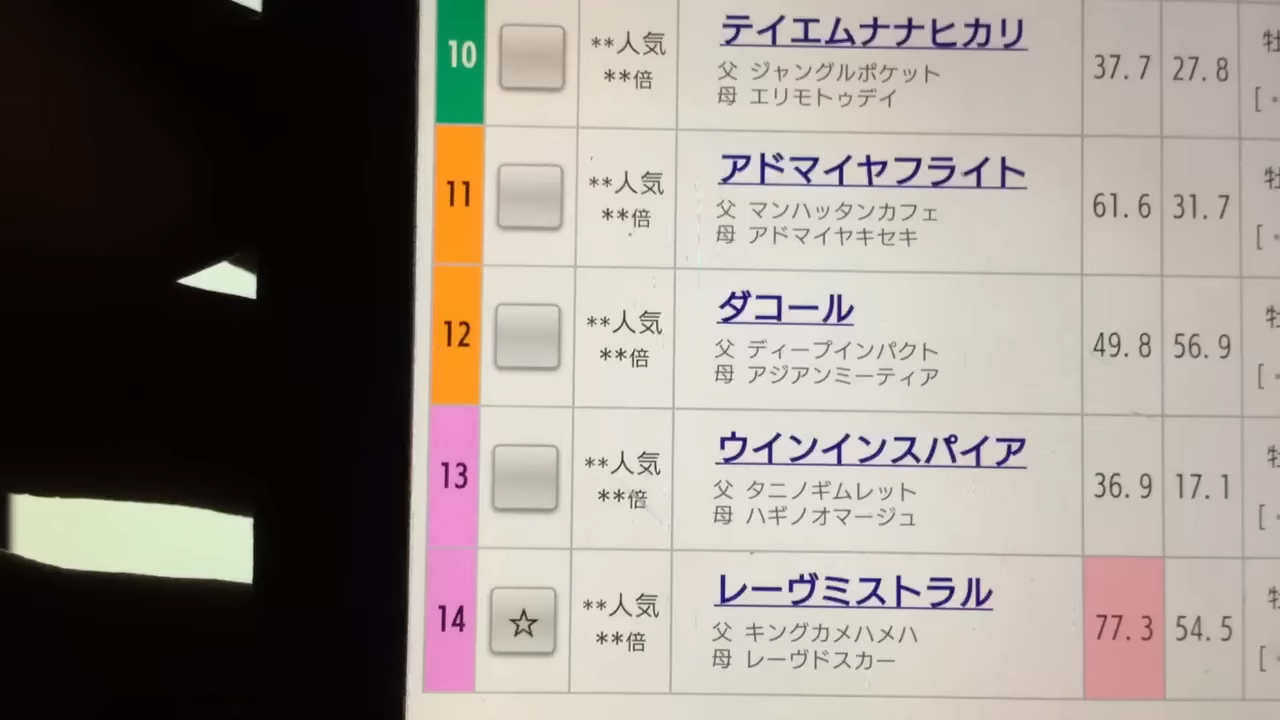 10
**人気
**倍
テイエムナナヒカリ
父 ジャングルポケット
母 エリモトゥデイ
37.7 27.8
11
**人気
**倍
アドマイヤフライト
父 マンハッタンカフェ
母 アドマイヤキセキ
61.6 31.7
12
**人気
**倍
ダコール
父 ディープインパクト
母 アジアンミーティア
49.8 56.9
13
**人気
**倍
ウインインスパイア
父 タニノギムレット
母 ハギノオマージュ
36.9 17.1
14
☆
**人気
**倍
レーヴミストラル
父 キングカメハメハ
母 レーヴドスカー
77.3 54.5